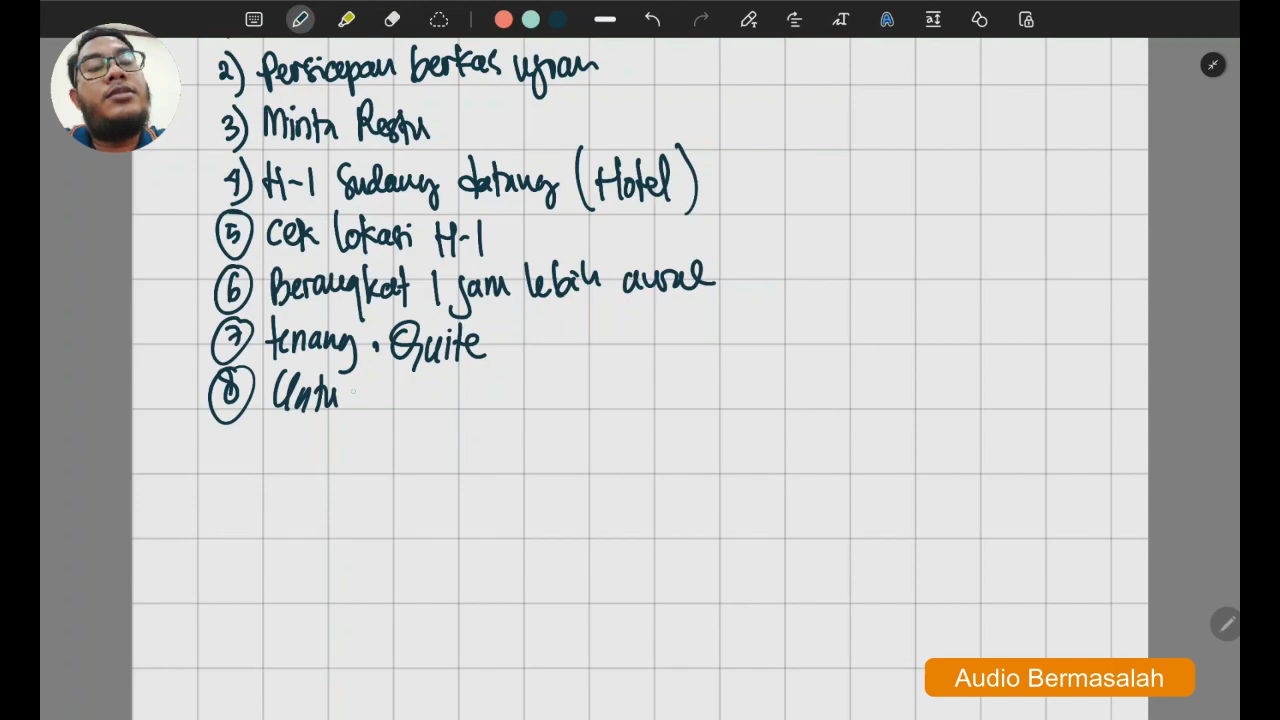 2) Persiapan berkas ujian
3) Minta Restu
4) H-1 Sudang datang (Hotel)
5 Cek lokasi H-1
6 Berangkat 1 jam lebih awal
7 tenang. Quite
8 Untu
Audio Bermasalah